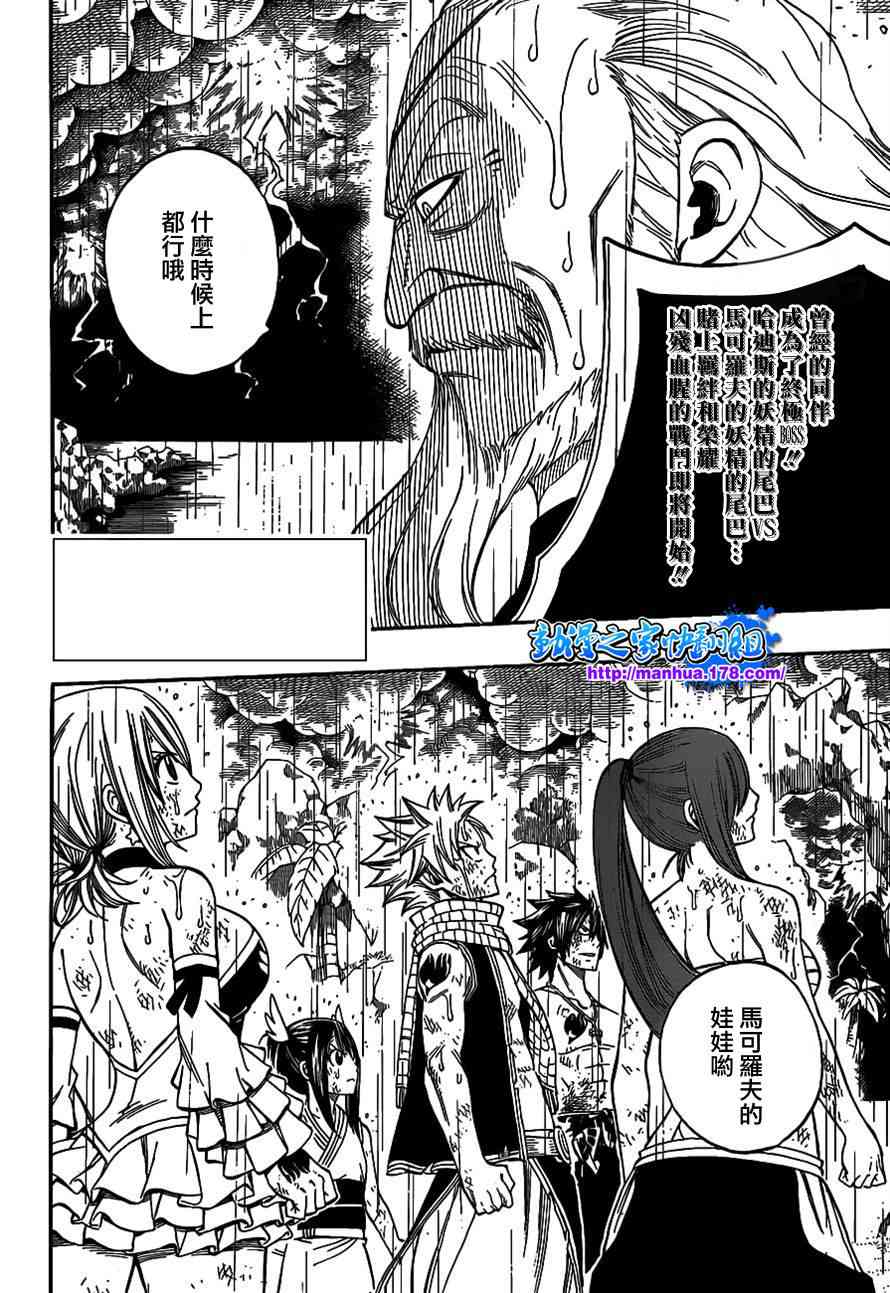 曾經的同伴
成為了終極BOSS!!
哈迪斯的妖精的尾巴VS
馬可羅夫的妖精的尾巴…
賭上羈絆和榮耀
凶殘血腥的戰鬥即將開始!!
什麼時候上
都行哦
動漫之家快翻組
http://manhua.178.com/
馬可羅夫的
娃娃喲